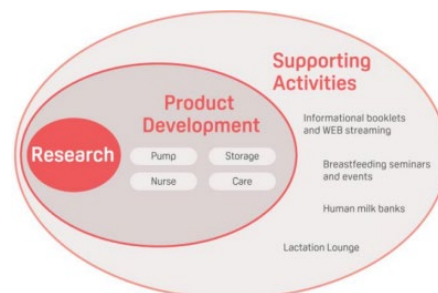 Supporting
Activities
Product
Development
Research
Pump
Storage
Nurse
Care
Informational booklets
and WEB streaming
Breastfeeding seminars
and events
Human milk banks
Lactation Lounge